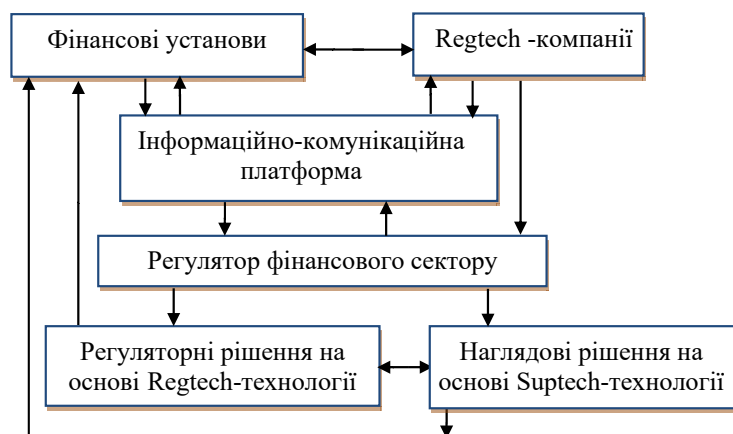 Фінансові установи
Regtech -компанії
Інформаційно-комунікаційна
платформа
Регулятор фінансового сектору
Регуляторні рішення на
основі Regtech-технології
Наглядові рішення на
основі Suptech-технології